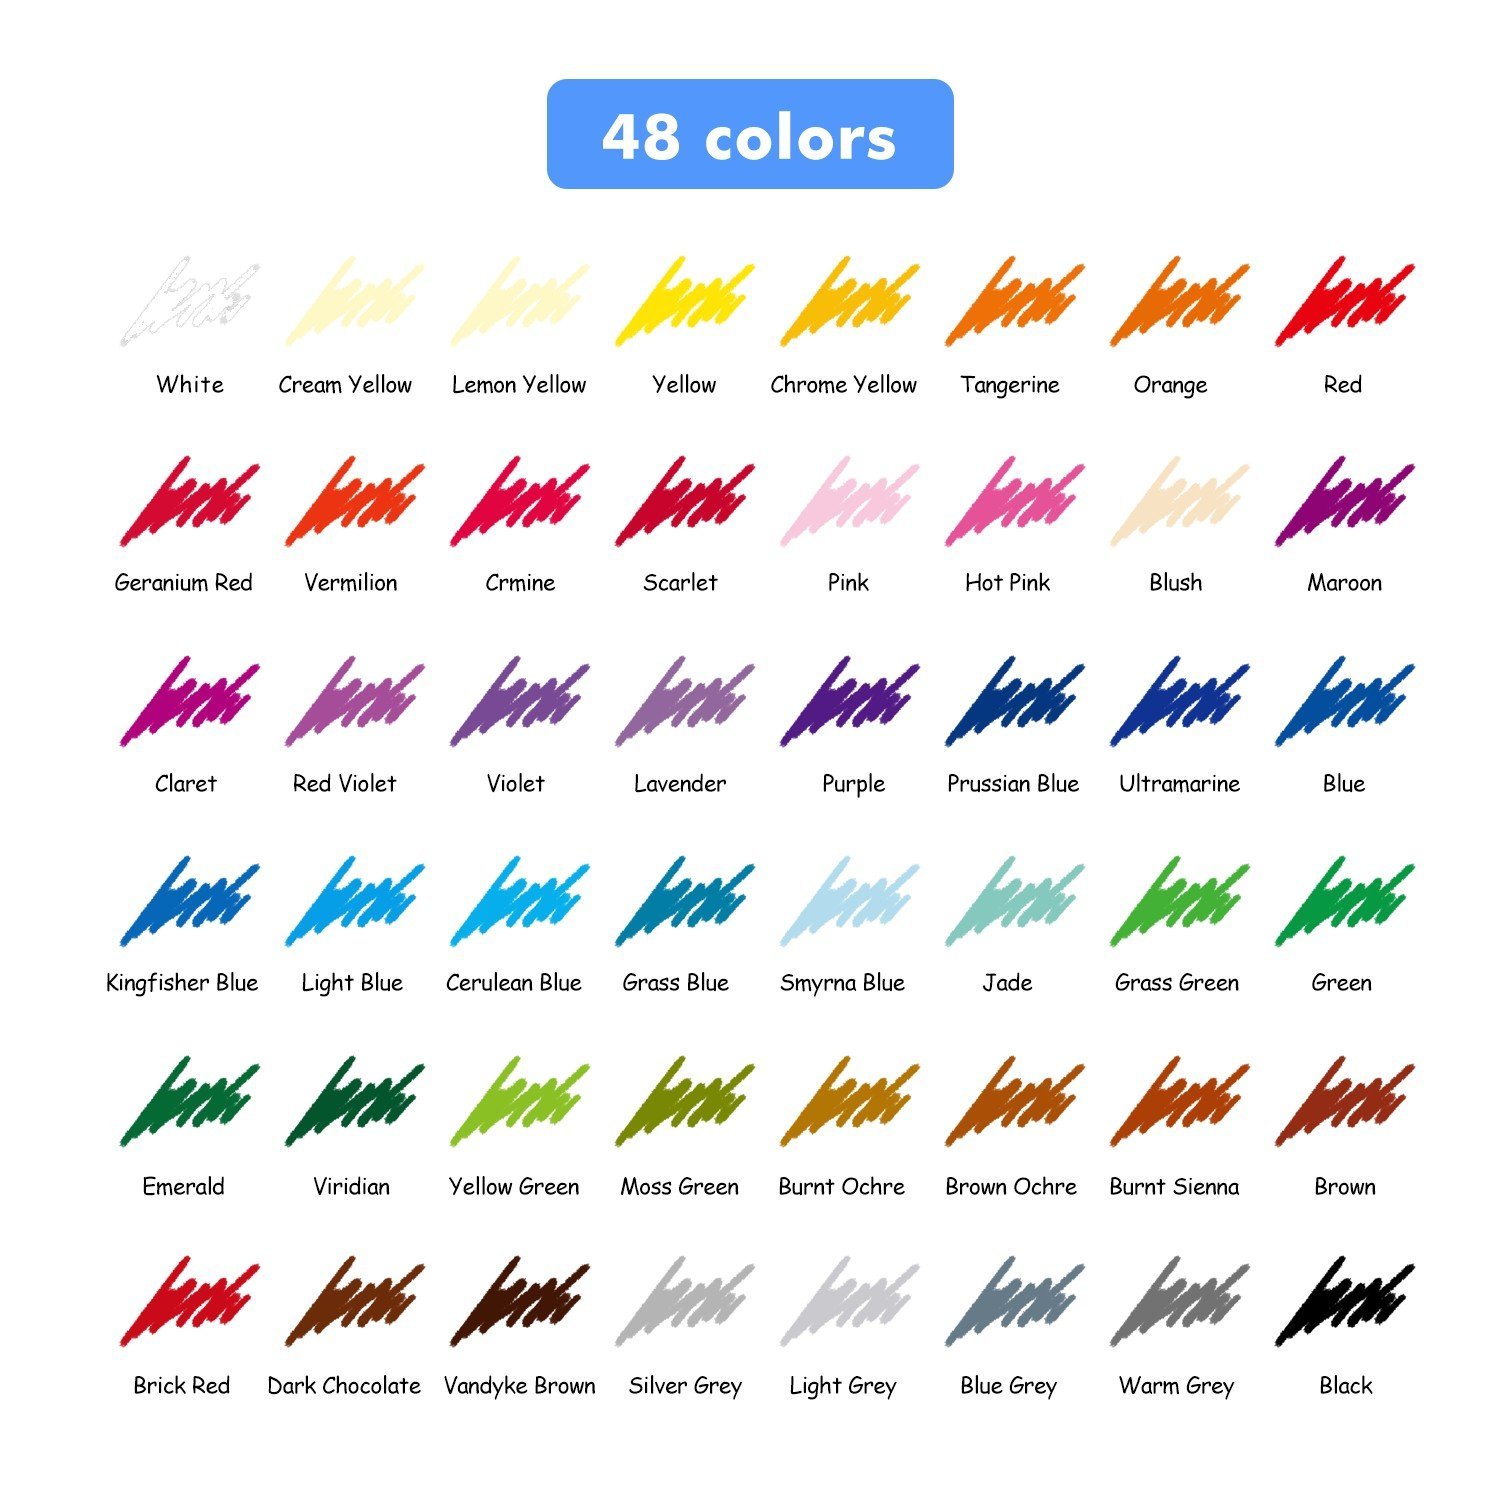 48 colors
White Cream Yellow Lemon Yellow Yellow Chrome Yellow Tangerine Orange Red
Geranium Red Vermilion Crmine Scarlet Pink Hot Pink Blush Maroon
Claret Red Violet Violet Lavender Purple Prussian Blue Ultramarine Blue
Kingfisher Blue Light Blue Cerulean Blue Grass Blue Smyrna Blue Jade Grass Green Green
Emerald Viridian Yellow Green Moss Green Burnt Ochre Brown Ochre Burnt Sienna Brown
Brick Red Dark Chocolate Vandyke Brown Silver Grey Light Grey Blue Grey Warm Grey Black